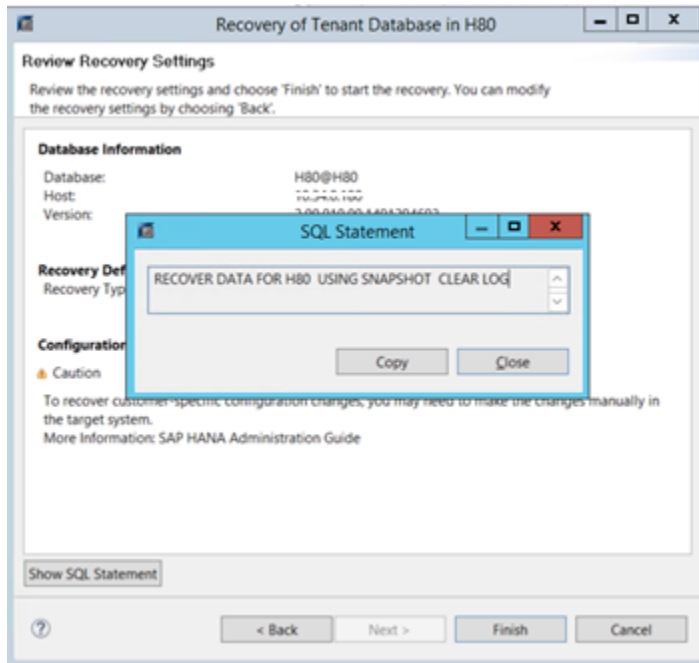 Recovery of Tenant Database in H80
Review Recovery Settings
Review the recovery settings and choose 'Finish' to start the recovery. You can modify
the recovery settings by choosing 'Back'.
Database Information
Database: H80@H80
Host:
Version:
SQL Statement
RECOVER DATA FOR H80 USING SNAPSHOT CLEAR LOG
Copy Close
Recovery Def
Recovery Typ
Configuration
Caution
To recover customer-specific configuration changes, you may need to make the changes manually in
the target system.
More Information: SAP HANA Administration Guide
Show SQL Statement
< Back Next > Finish Cancel